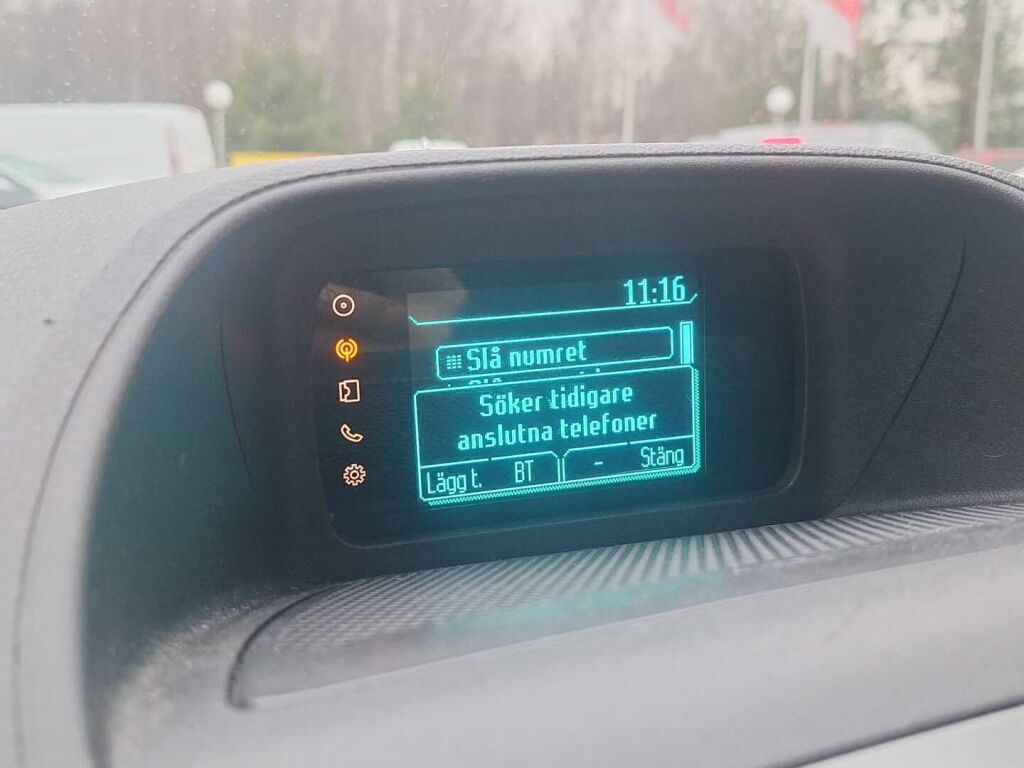 11:16
Slå numret
Söker tidigare
anslutna telefoner
Lägg t. BT - Stäng